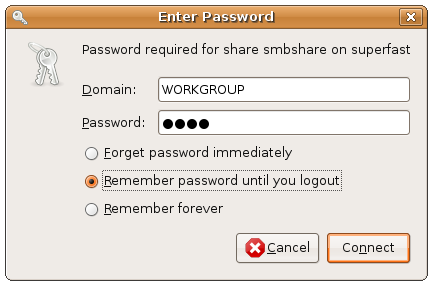 Enter Password
Password required for share smbshare on superfast
Domain: WORKGROUP
Password: ●●●●
Forget password immediately
Remember password until you logout
Remember forever
Cancel Connect